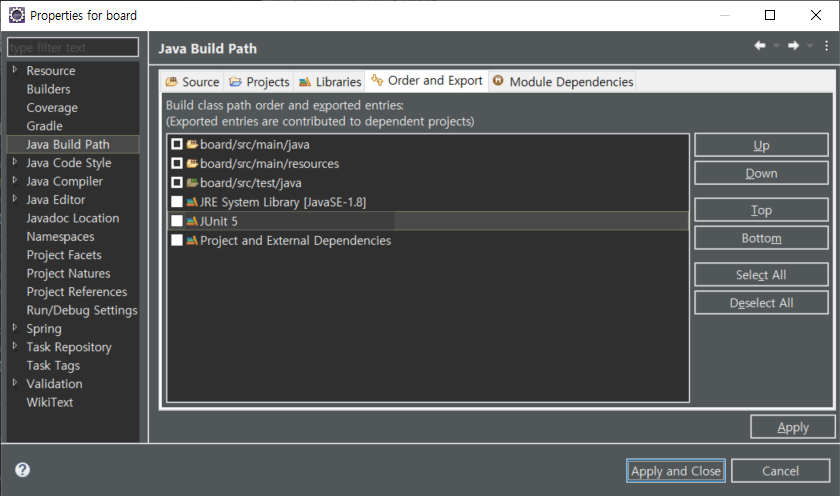 Properties for board
type filter text
Java Build Path
Resource
Builders
Coverage
Gradle
Java Build Path
Java Code Style
Java Compiler
Java Editor
Javadoc Location
Namespaces
Project Facets
Project Natures
Project References
Run/Debug Settings
Spring
Task Repository
Task Tags
Validation
WikiText
Source
Projects
Libraries
Order and Export
Module Dependencies
Build class path order and exported entries:
(Exported entries are contributed to dependent projects)
board/src/main/java
board/src/main/resources
board/src/test/java
JRE System Library [JavaSE-1.8]
JUnit 5
Project and External Dependencies
Up
Down
Top
Bottom
Select All
Deselect All
Apply
?
Apply and Close
Cancel